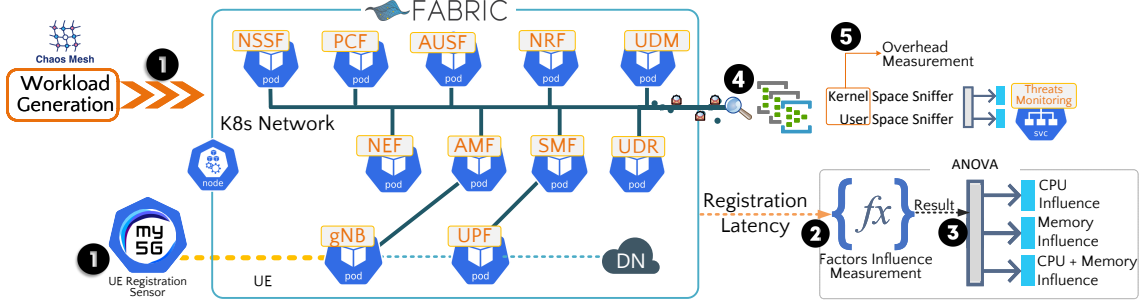 FABRIC
Chaos Mesh
Workload
Generation
1
NSSF
pod
PCF
pod
AUSF
pod
NRF
pod
UDM
pod
K8s Network
node
NEF
pod
AMF
pod
SMF
pod
UDR
pod
gNB
pod
UPF
pod
DN
UE
1
my
5G
UE Registration
Sensor
4
5
Overhead
Measurement
Kernel Space Sniffer
User Space Sniffer
Threats
Monitoring
svc
Registration
Latency
2
{fx}
Factors Influence
Measurement
Result
3
ANOVA
CPU
Influence
Memory
Influence
CPU + Memory
Influence